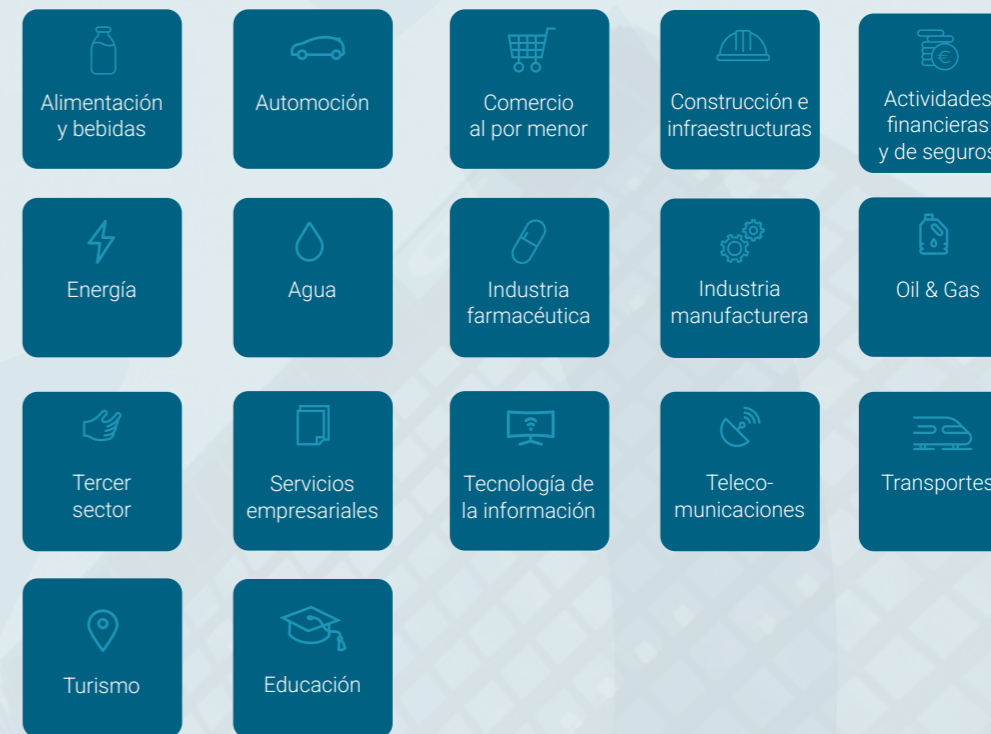 Alimentación
y bebidas
Automoción
Comercio
al por menor
Construcción e
infraestructuras
Actividades
financieras
y de seguros
Energía
Agua
Industria
farmacéutica
Industria
manufacturera
Oil & Gas
Tercer
sector
Servicios
empresariales
Tecnología de
la información
Teleco-
municaciones
Transportes
Turismo
Educación